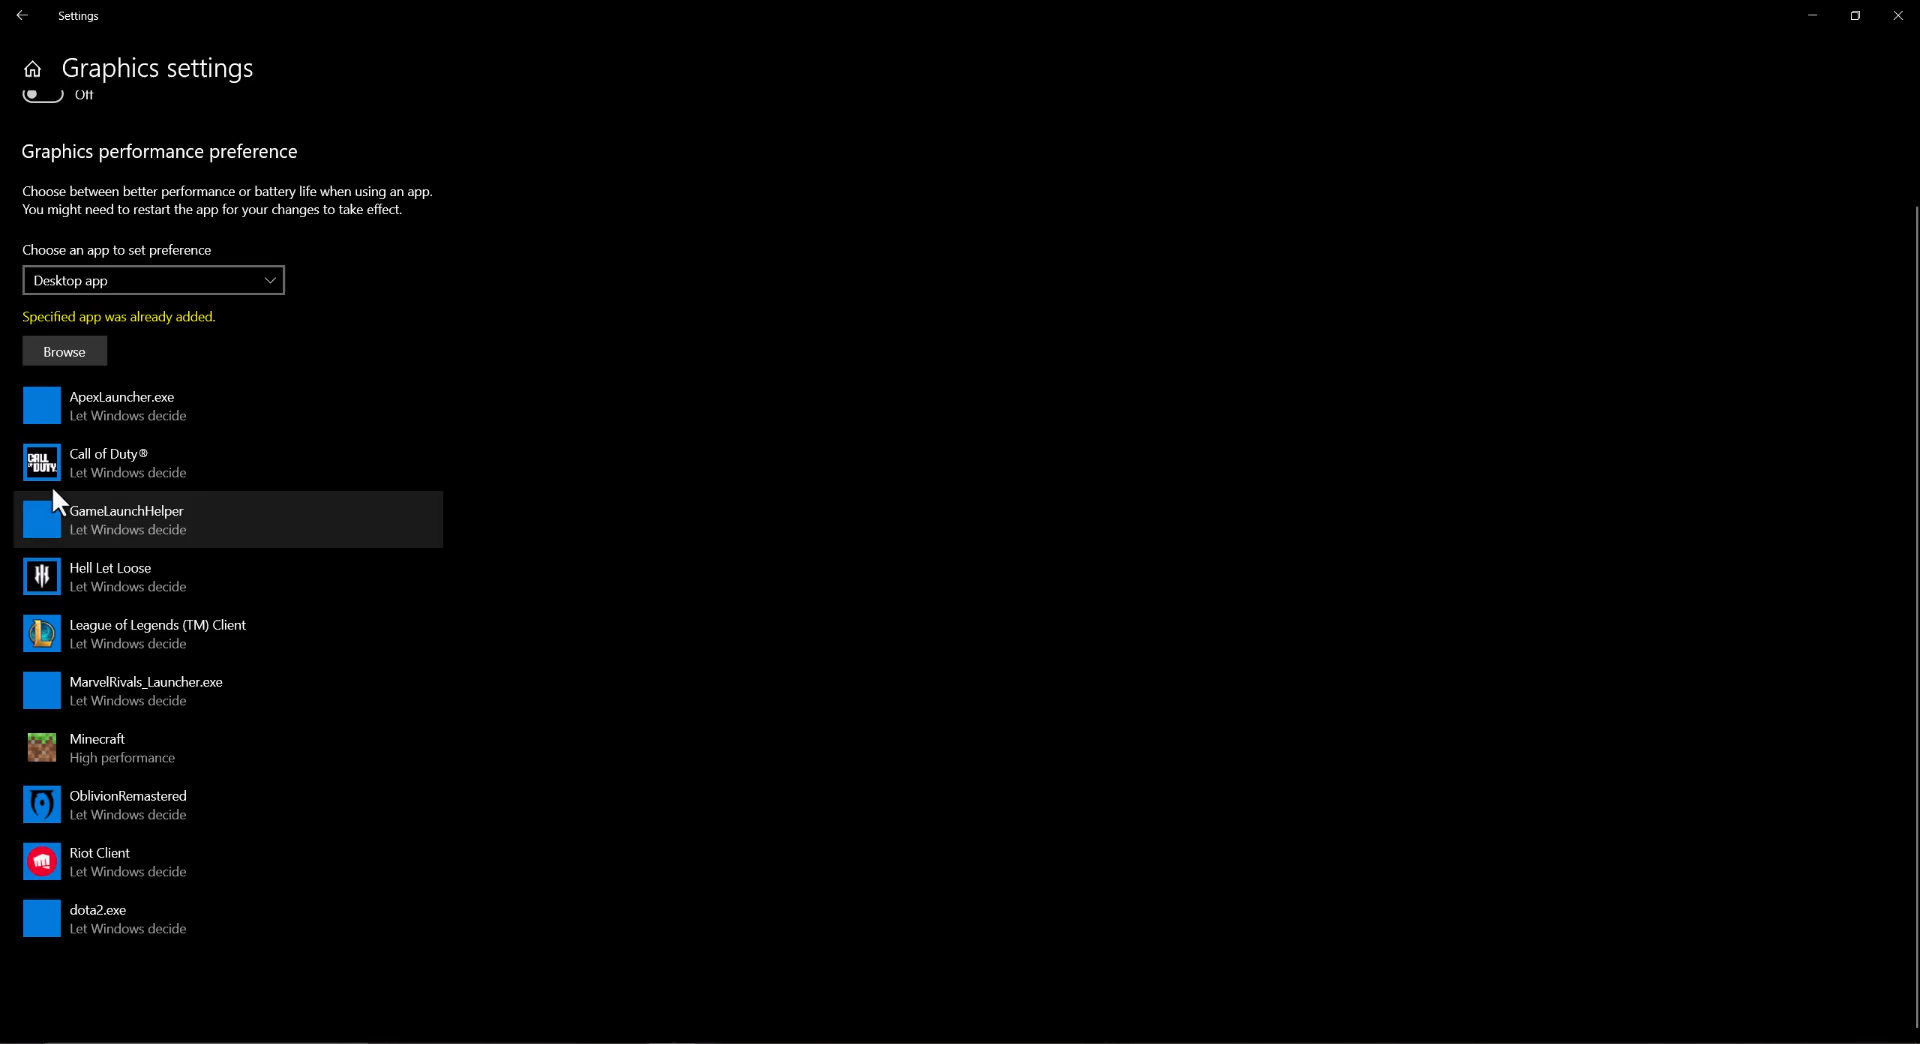 Settings
Graphics settings
Off
Graphics performance preference
Choose between better performance or battery life when using an app.
You might need to restart the app for your changes to take effect.
Choose an app to set preference
Desktop app
Specified app was already added.
Browse
ApexLauncher.exe
Let Windows decide
CALL OF DUTY
Call of Duty®
Let Windows decide
GameLaunchHelper
Let Windows decide
Hell Let Loose
Let Windows decide
League of Legends (TM) Client
Let Windows decide
MarvelRivals_Launcher.exe
Let Windows decide
Minecraft
High performance
OblivionRemastered
Let Windows decide
Riot Client
Let Windows decide
dota2.exe
Let Windows decide